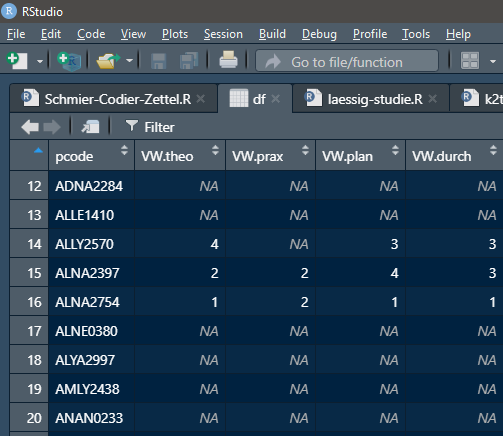 RStudio
File Edit Code View Plots Session Build Debug Profile Tools Help
Go to file/function
Schmier-Codier-Zettel.R df laessig-studie.R k2t
Filter
pcode VW.theo VW.prax VW.plan VW.durch
12 ADNA2284 NA NA NA NA
13 ALLE1410 NA NA NA NA
14 ALLY2570 4 NA 3 3
15 ALNA2397 2 2 4 3
16 ALNA2754 1 2 1 1
17 ALNE0380 NA NA NA NA
18 ALYA2997 NA NA NA NA
19 AMLY2438 NA NA NA NA
20 ANAN0233 NA NA NA NA